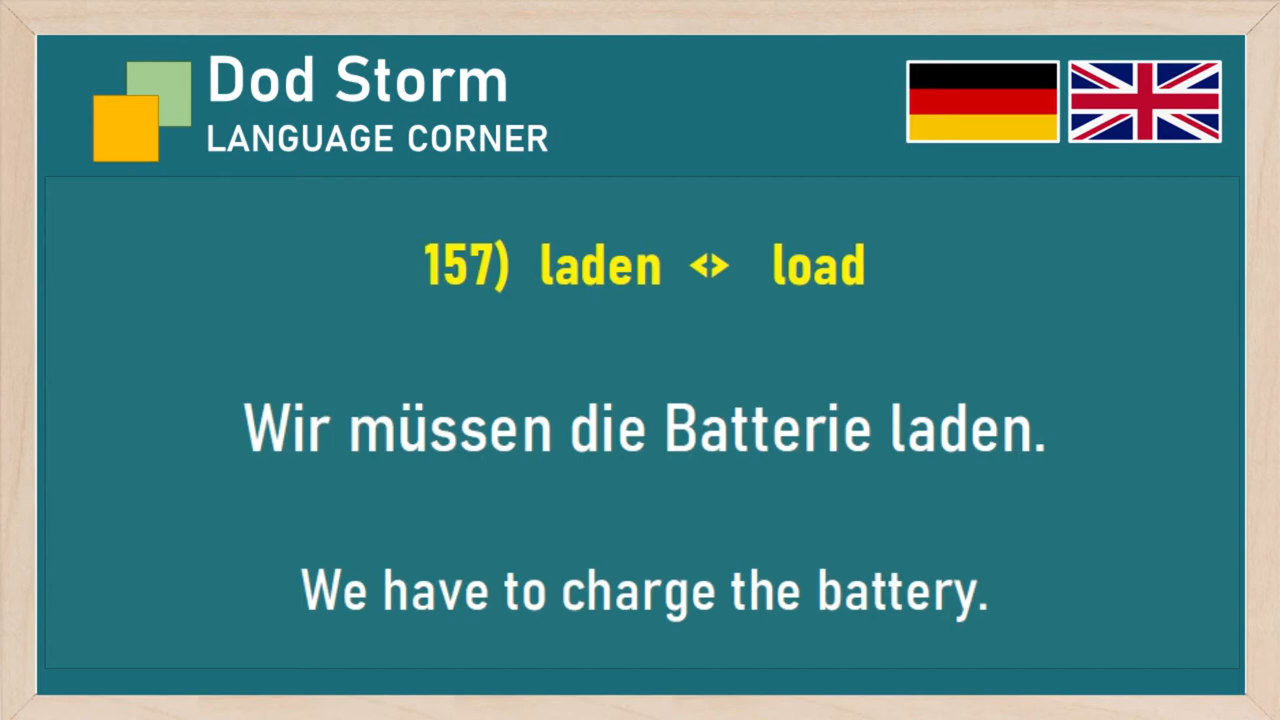 Dod Storm
LANGUAGE CORNER
157) laden <> load
Wir müssen die Batterie laden.
We have to charge the battery.